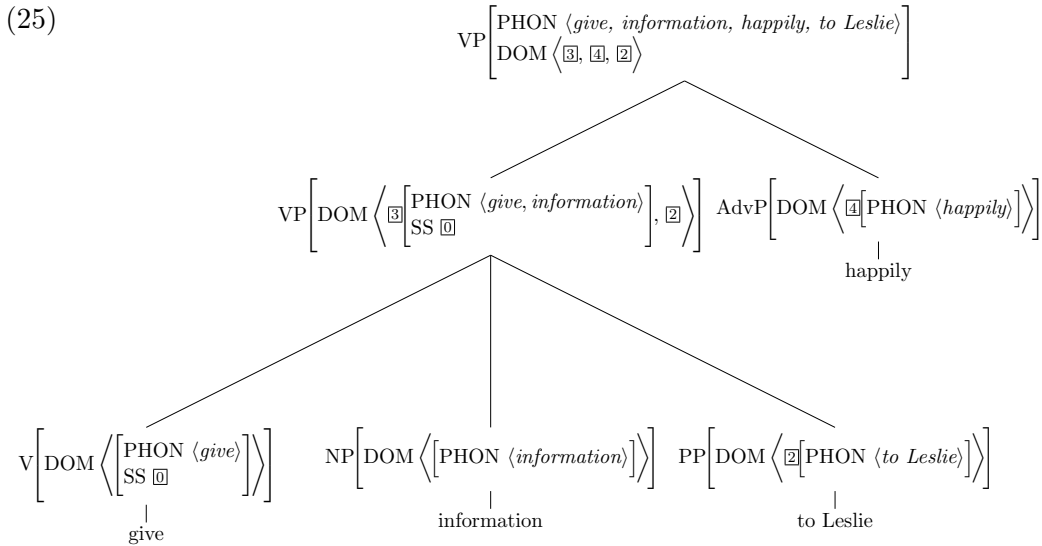 (25)
VP[PHON ⟨give, information, happily, to Leslie⟩
DOM ⟨[3], [4], [2]⟩]
VP[DOM ⟨[3][PHON ⟨give, information⟩
SS [0]], [2]⟩] AdvP[DOM ⟨[4][PHON ⟨happily⟩]⟩]
happily
V[DOM ⟨[PHON ⟨give⟩
SS [0]]⟩] NP[DOM ⟨[PHON ⟨information⟩]⟩] PP[DOM ⟨[2][PHON ⟨to Leslie⟩]⟩]
give information to Leslie